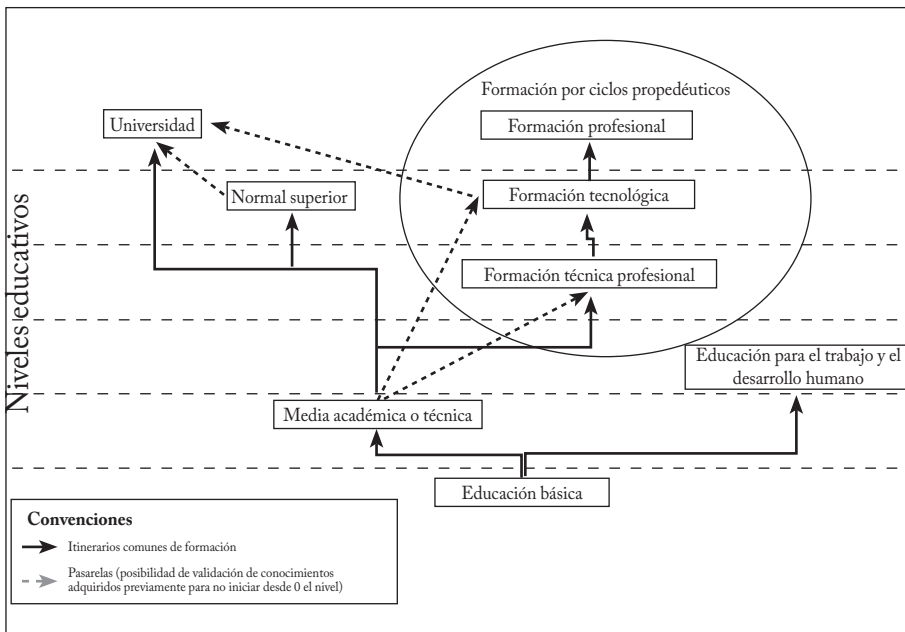 Formación por ciclos propedéuticos
Universidad
Formación profesional
Normal superior
Formación tecnológica
Formación técnica profesional
Niveles educativos
Educación para el trabajo y el
desarrollo humano
Media académica o técnica
Educación básica
Convenciones
Itinerarios comunes de formación
Pasarelas (posibilidad de validación de conocimientos
adquiridos previamente para no iniciar desde 0 el nivel)